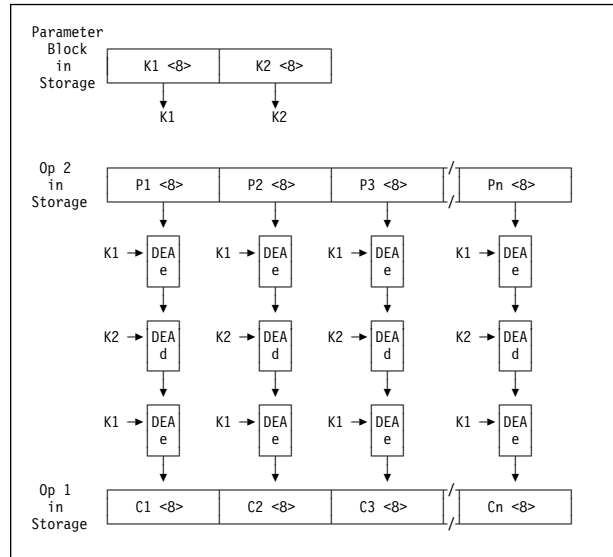 Parameter
Block
in
Storage
K1 <8> K2 <8>
K1 K2
Op 2
in
Storage
P1 <8> P2 <8> P3 <8> / / Pn <8>
K1 DEA e K1 DEA e K1 DEA e K1 DEA e
K2 DEA d K2 DEA d K2 DEA d K2 DEA d
K1 DEA e K1 DEA e K1 DEA e K1 DEA e
Op 1
in
Storage
C1 <8> C2 <8> C3 <8> / / Cn <8>